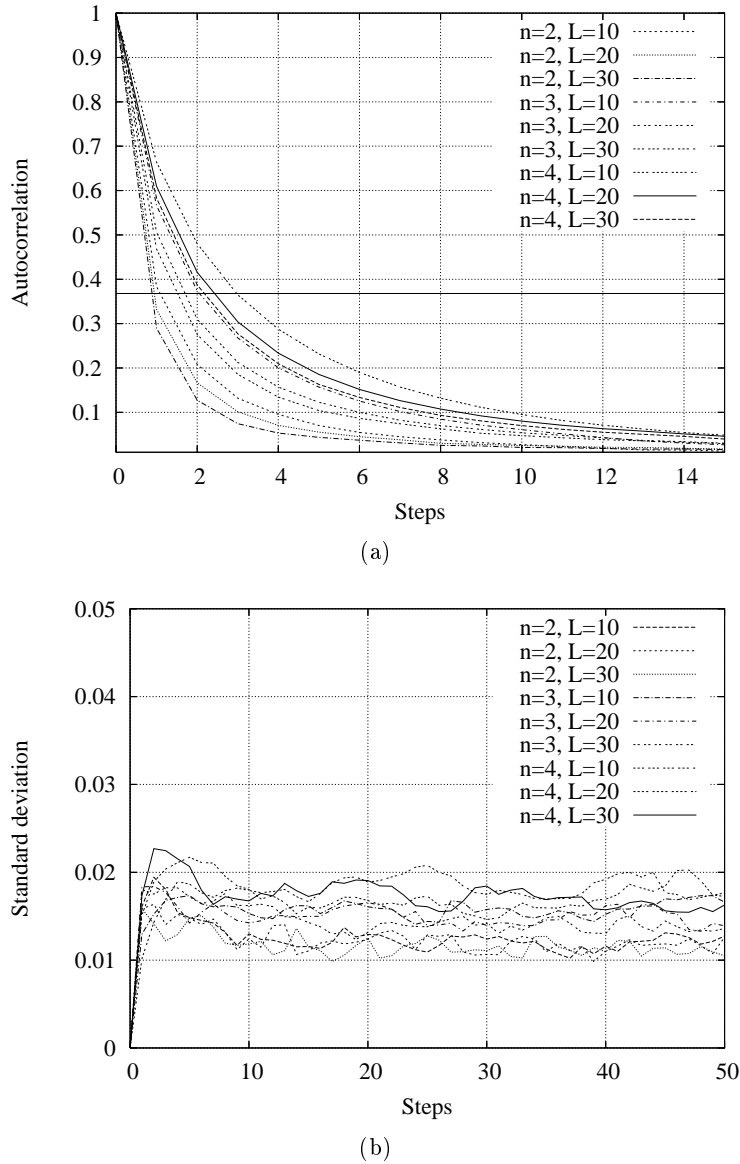 1
0.9
0.8
0.7
0.6
0.5
0.4
0.3
0.2
0.1
Autocorrelation
n=2, L=10
n=2, L=20
n=2, L=30
n=3, L=10
n=3, L=20
n=3, L=30
n=4, L=10
n=4, L=20
n=4, L=30
0 2 4 6 8 10 12 14
Steps
(a)
0.05
0.04
0.03
0.02
0.01
0
Standard deviation
n=2, L=10
n=2, L=20
n=2, L=30
n=3, L=10
n=3, L=20
n=3, L=30
n=4, L=10
n=4, L=20
n=4, L=30
0 10 20 30 40 50
Steps
(b)